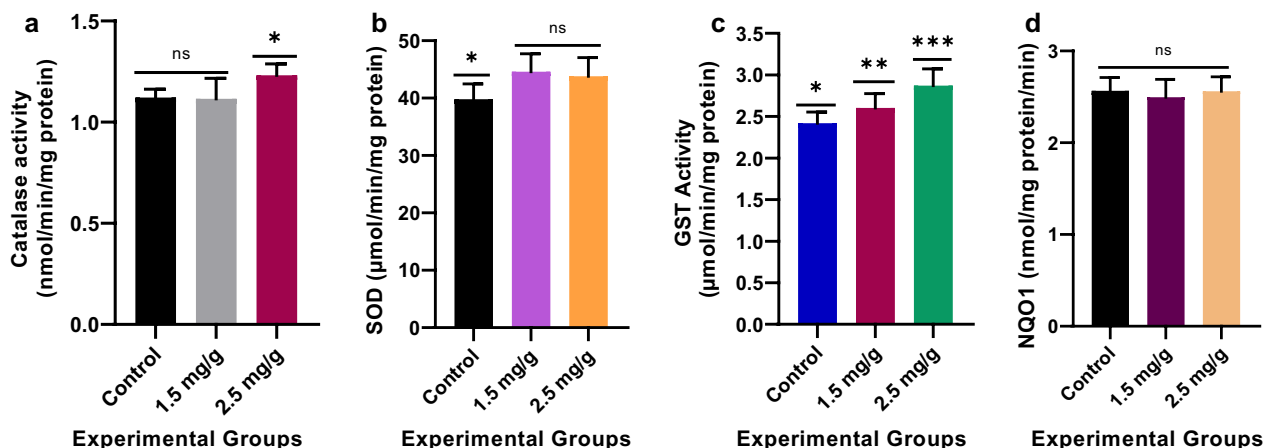 a
Catalase activity
(nmol/min/mg protein)
1.5
1.0
0.5
0.0
ns
*
Control
1.5 mg/g
2.5 mg/g
Experimental Groups
b
SOD (µmol/min/mg protein)
50
40
30
20
10
0
*
ns
Control
1.5 mg/g
2.5 mg/g
Experimental Groups
c
GST Activity
(µmol/min/mg protein)
3.5
3.0
2.5
2.0
1.5
1.0
0.5
0.0
*
**
***
Control
1.5 mg/g
2.5 mg/g
Experimental Groups
d
NQO1 (nmol/mg protein/min)
3
2
1
0
ns
Control
1.5 mg/g
2.5 mg/g
Experimental Groups